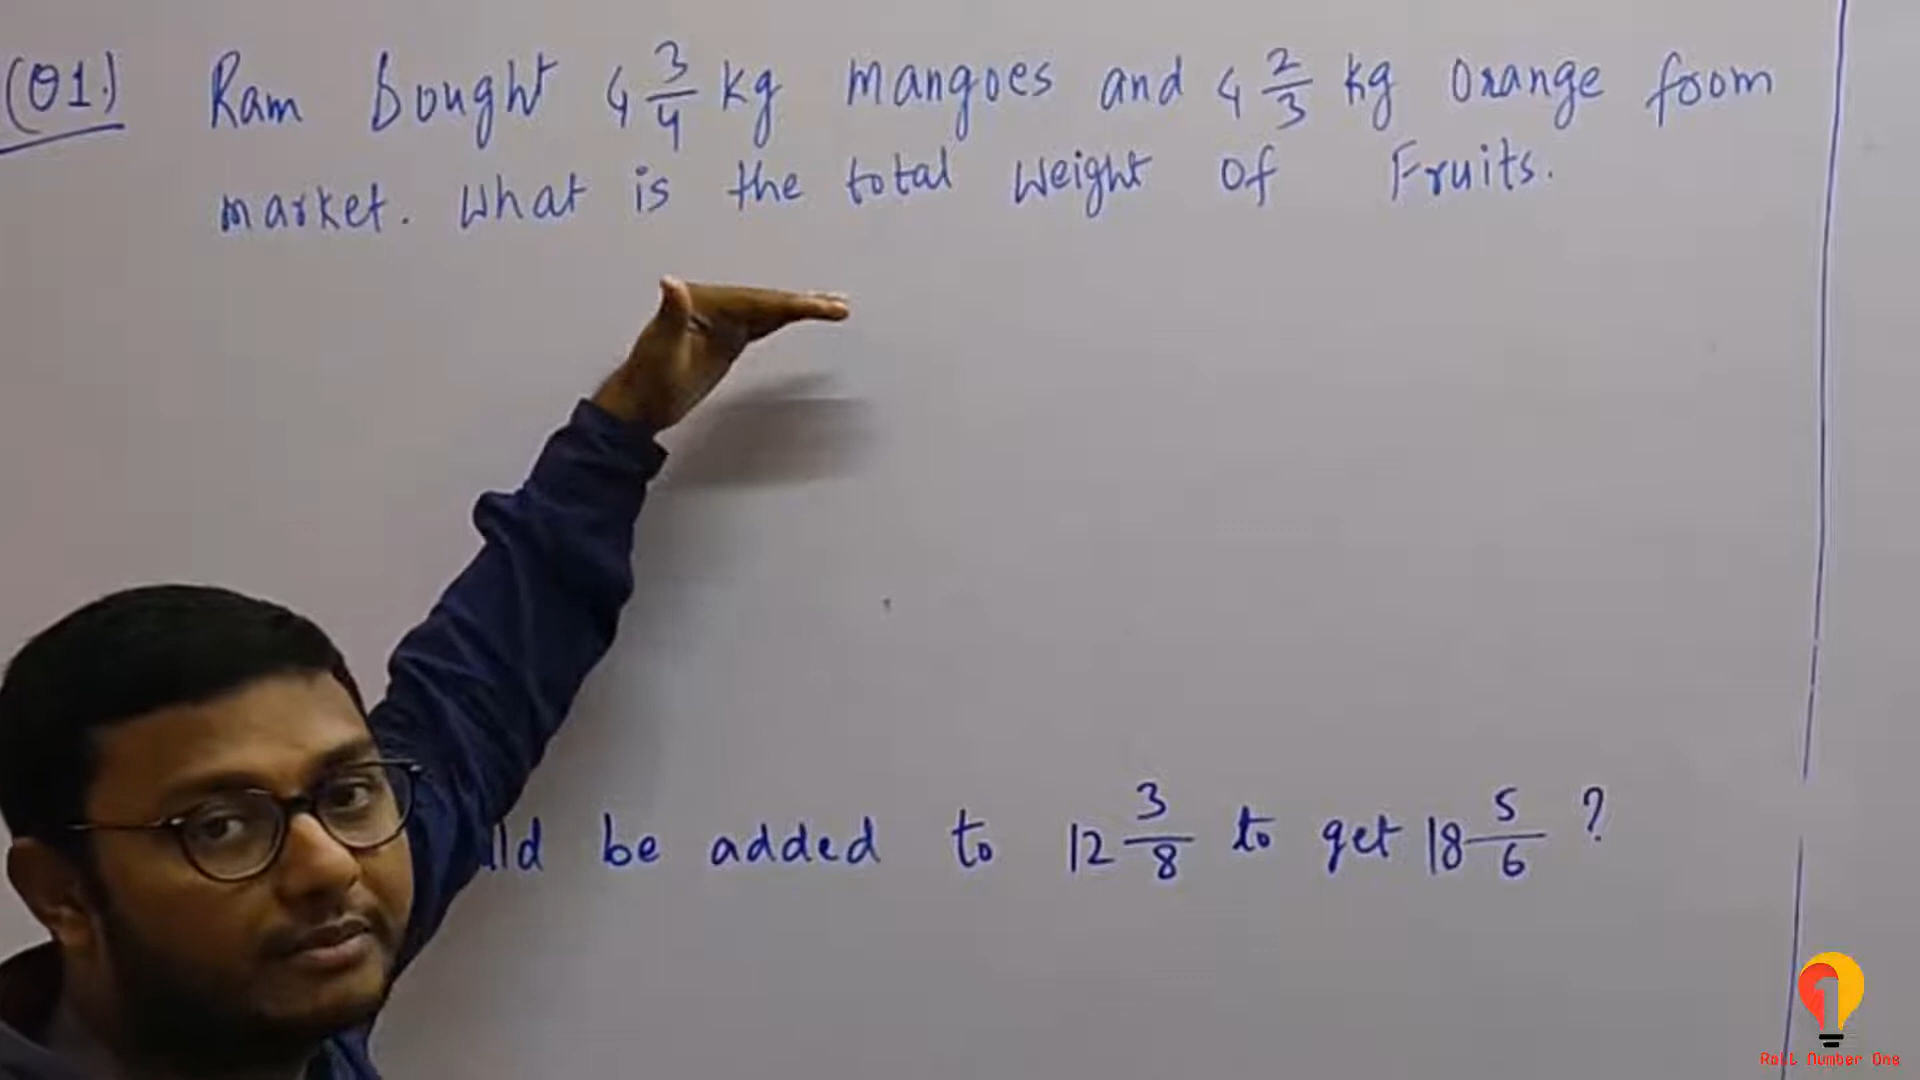 (Q1.) Ram Bought 4 3/4 kg mangoes and 4 2/3 kg Orange from
market. What is the total Weight Of Fruits.
be added to 12 3/8 to get 18 5/6 ?
1
Roll Number One